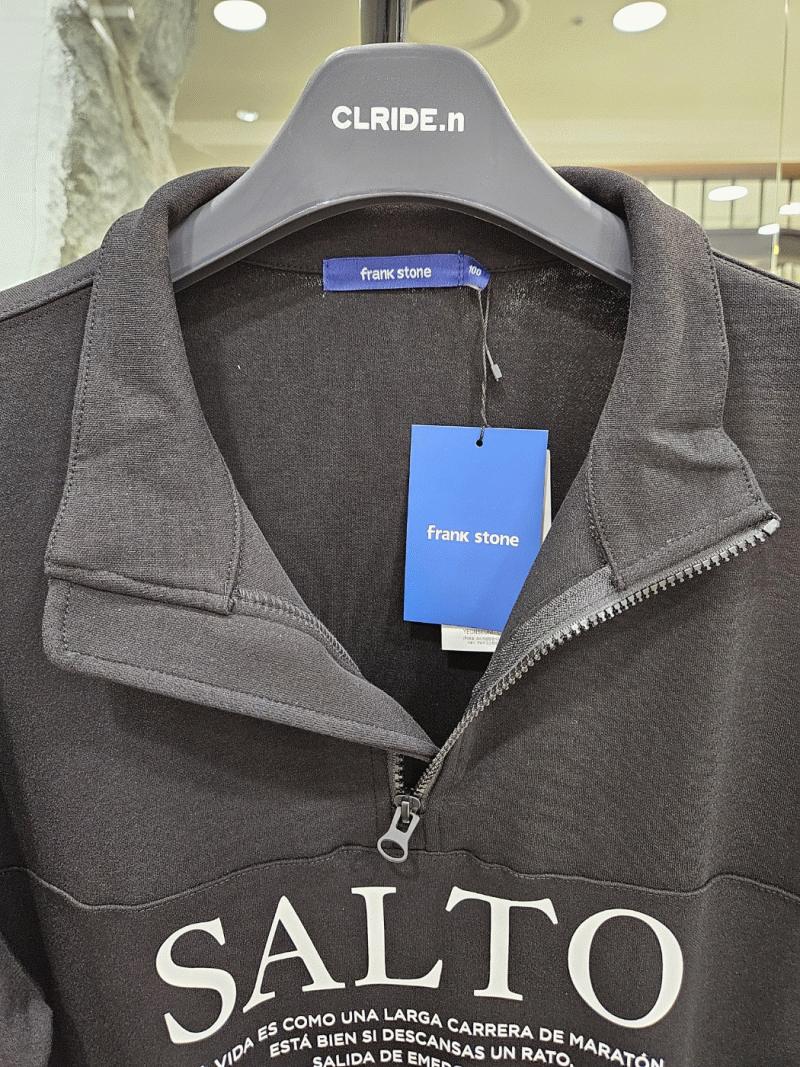 CLRIDE.n
frank stone
100
frank stone
SALTO
VIDA ES COMO UNA LARGA CARRERA DE MARATÓN
ESTÁ BIEN SI DESCANSAS UN RATO.
SALIDA DE